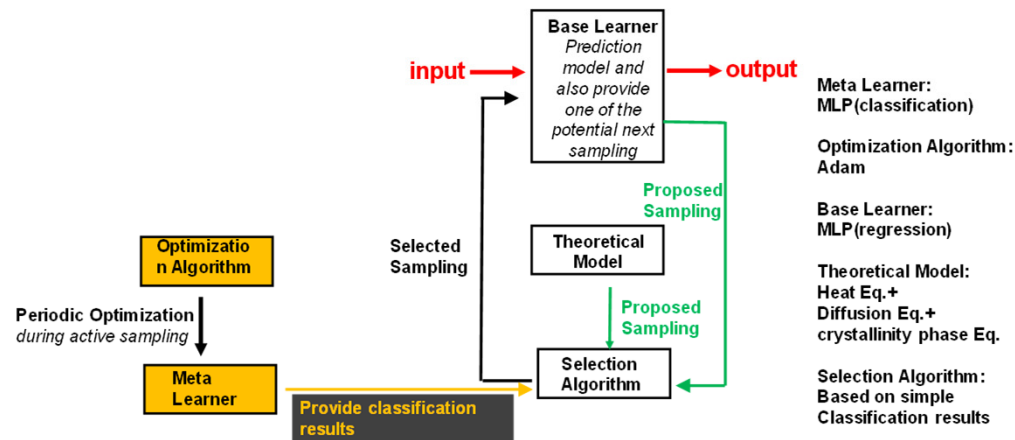 Base Learner
Prediction
model and
also provide
one of the
potential next
sampling
input
output
Proposed
Sampling
Selected
Sampling
Theoretical
Model
Proposed
Sampling
Optimizatio
n Algorithm
Periodic Optimization
during active sampling
Meta
Learner
Provide classification
results
Selection
Algorithm
Meta Learner:
MLP(classification)
Optimization Algorithm:
Adam
Base Learner:
MLP(regression)
Theoretical Model:
Heat Eq.+
Diffusion Eq.+
crystallinity phase Eq.
Selection Algorithm:
Based on simple
Classification results